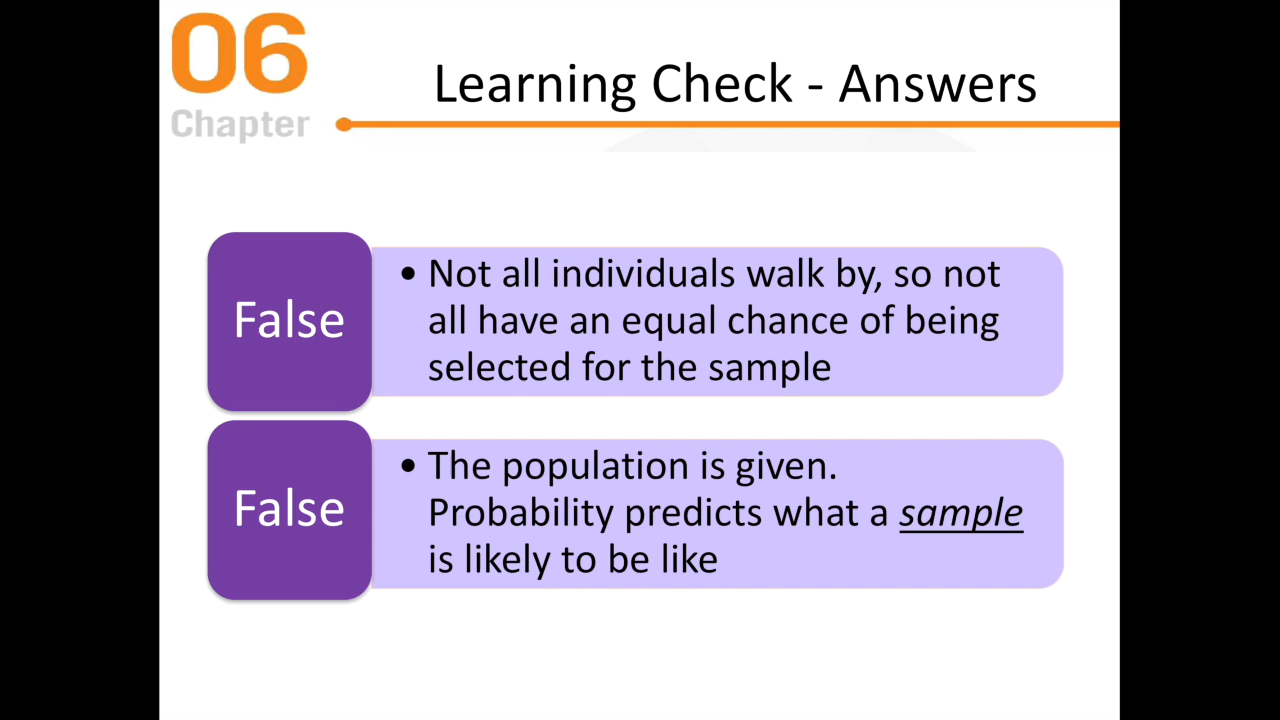 06
Chapter
Learning Check - Answers
False
• Not all individuals walk by, so not
all have an equal chance of being
selected for the sample
False
• The population is given.
Probability predicts what a sample
is likely to be like